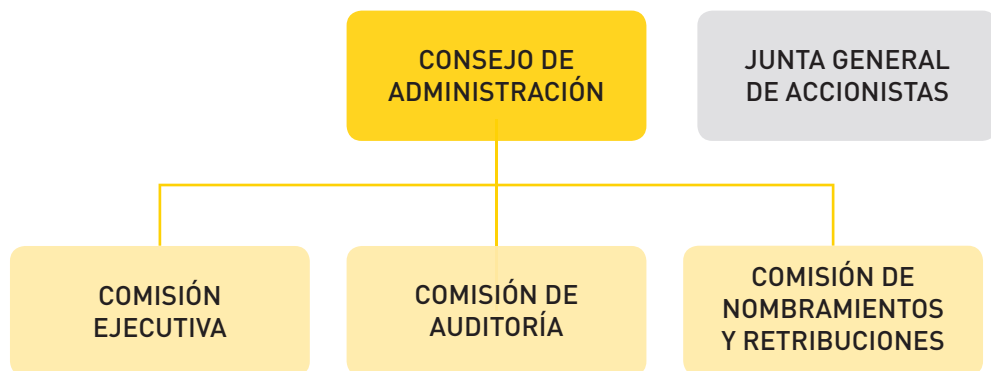 CONSEJO DE
ADMINISTRACIÓN
JUNTA GENERAL
DE ACCIONISTAS
COMISIÓN
EJECUTIVA
COMISIÓN DE
AUDITORÍA
COMISIÓN DE
NOMBRAMIENTOS
Y RETRIBUCIONES